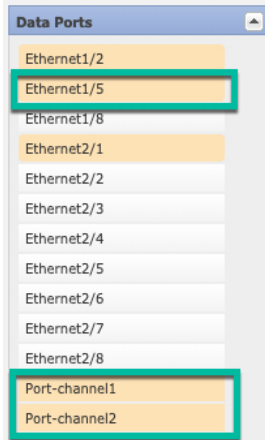 Data Ports
Ethernet1/2
Ethernet1/5
Ethernet1/8
Ethernet2/1
Ethernet2/2
Ethernet2/3
Ethernet2/4
Ethernet2/5
Ethernet2/6
Ethernet2/7
Ethernet2/8
Port-channel1
Port-channel2